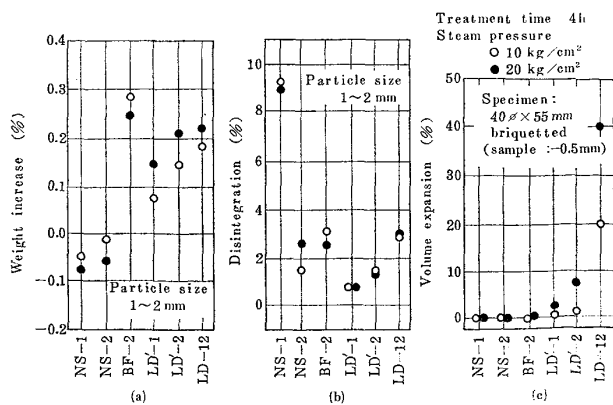 Treatment time 4h
Steam pressure
○ 10 kg/cm²
● 20 kg/cm²
Weight increase (%)
0.4
0.3
0.2
0.1
0.0
-0.1
-0.2
Particle size
1~2 mm
NS-1
NS-2
BF-2
LD'-1
LD'-2
LD-12
(a)
Disintegration (%)
10
8
6
4
2
0
Particle size
1~2 mm
NS-1
NS-2
BF-2
LD'-1
LD'-2
LD-12
(b)
Volume expansion (%)
50
40
30
20
10
0
Specimen:
40ø×55mm
briquetted
(sample :-0.5mm)
NS-1
NS-2
BF-2
LD'-1
LD'-2
LD-12
(c)